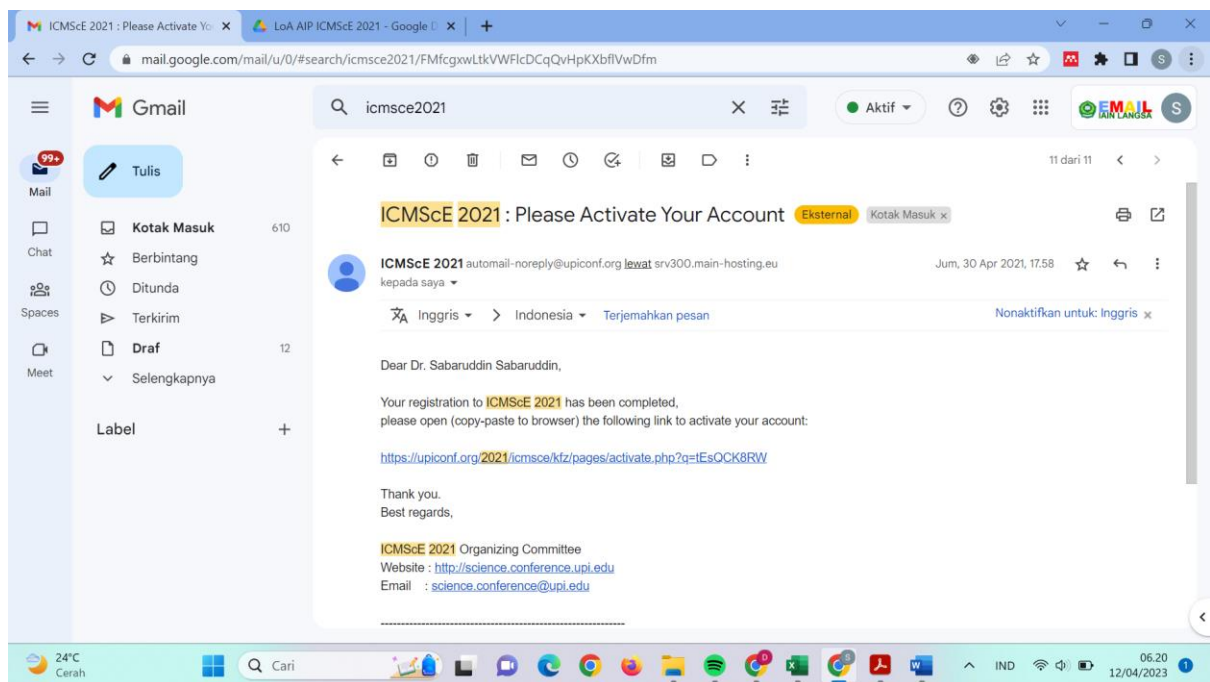 ICMScE 2021 : Please Activate Yo
LoA AIP ICMScE 2021 - Google D
mail.google.com/mail/u/0/#search/icmsce2021/FMfcgxwLtkVWFlcDCqQvHpKXbflVwDfm
S
Gmail
icmsce2021
Aktif
EMAIL
IAIN LANGSA
S
99+
Mail
Chat
Spaces
Meet
Tulis
Kotak Masuk 610
Berbintang
Ditunda
Terkirim
Draf 12
Selengkapnya
Label
11 dari 11
ICMScE 2021 : Please Activate Your Account Eksternal Kotak Masuk x
ICMScE 2021 automail-noreply@upiconf.org lewat srv300.main-hosting.eu Jum, 30 Apr 2021, 17.58
kepada saya
Inggris > Indonesia Terjemahkan pesan Nonaktifkan untuk: Inggris x
Dear Dr. Sabaruddin Sabaruddin,
Your registration to ICMScE 2021 has been completed,
please open (copy-paste to browser) the following link to activate your account:
https://upiconf.org/2021/icmsce/kfz/pages/activate.php?q=tEsQCK8RW
Thank you.
Best regards,
ICMScE 2021 Organizing Committee
Website : http://science.conference.upi.edu
Email : science.conference@upi.edu
------------------------------------------------------------
24°C
Cerah
Cari
IND
06.20
12/04/2023
1